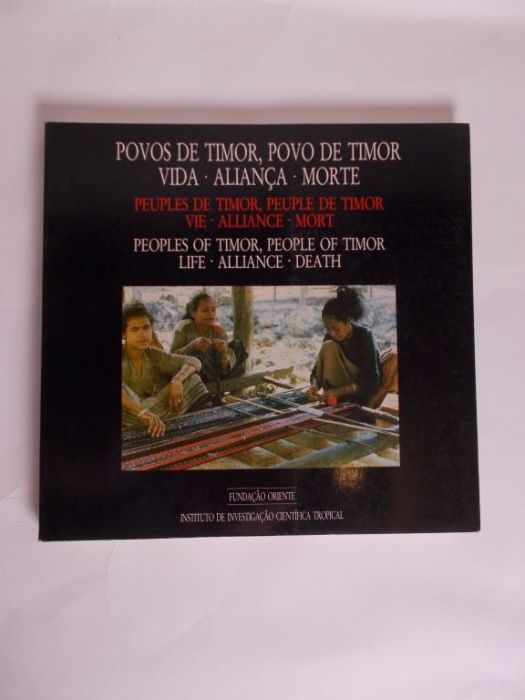 POVOS DE TIMOR, POVO DE TIMOR
VIDA · ALIANÇA · MORTE
PEUPLES DE TIMOR, PEUPLE DE TIMOR
VIE · ALLIANCE · MORT
PEOPLES OF TIMOR, PEOPLE OF TIMOR
LIFE · ALLIANCE · DEATH
FUNDAÇÃO ORIENTE
INSTITUTO DE INVESTIGAÇÃO CIENTÍFICA TROPICAL